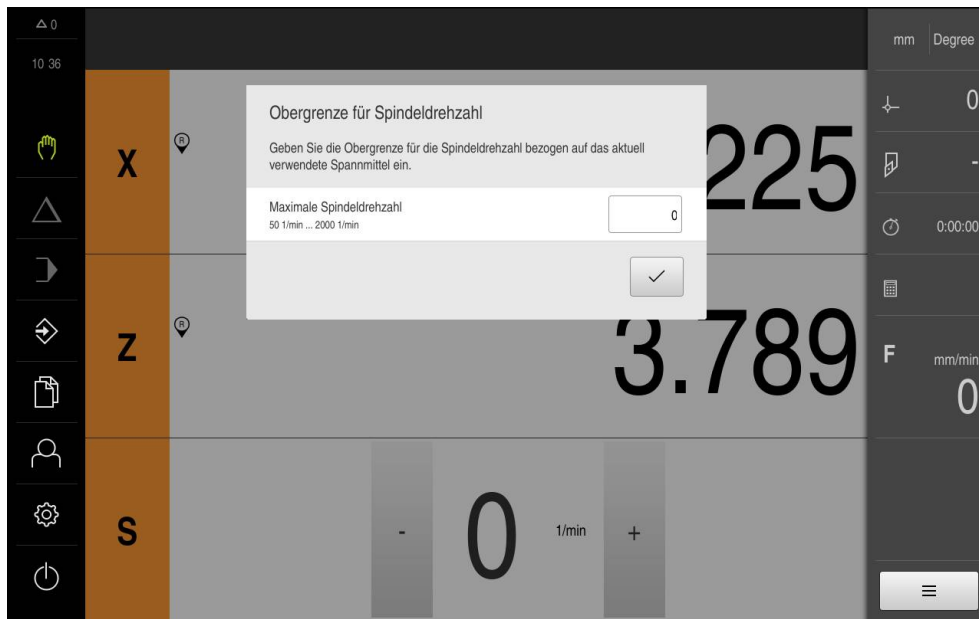 0
10 36
mm Degree
0
-
0:00:00
F mm/min
0
X R 225
Obergrenze für Spindeldrehzahl
Geben Sie die Obergrenze für die Spindeldrehzahl bezogen auf das aktuell
verwendete Spannmittel ein.
Maximale Spindeldrehzahl 0
50 1/min ... 2000 1/min
Z R 3.789
S - 0 1/min +